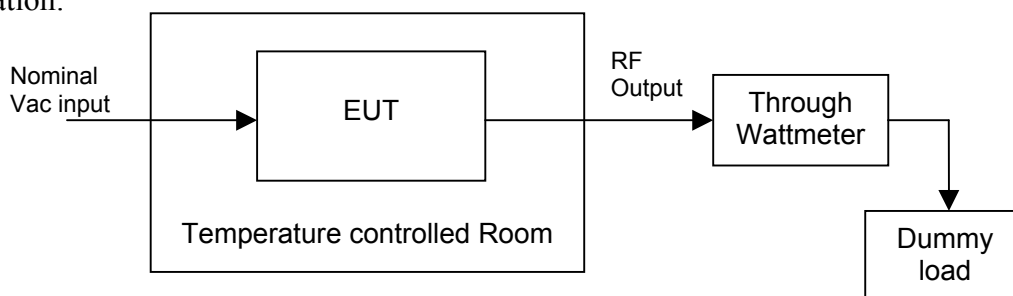 Nominal
Vac input
EUT
RF
Output
Through
Wattmeter
Temperature controlled Room
Dummy
load